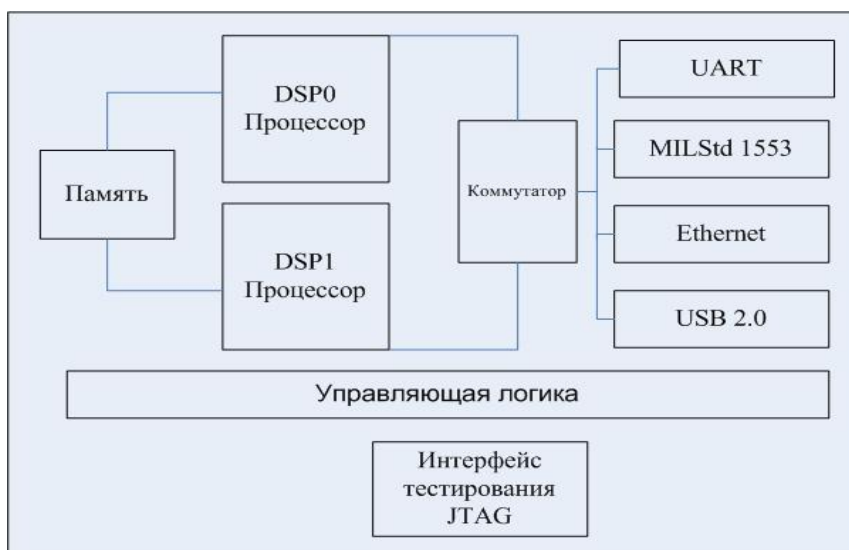 DSP0
Процессор
UART
MILStd 1553
Память
Коммутатор
DSP1
Процессор
Ethernet
USB 2.0
Управляющая логика
Интерфейс
тестирования
JTAG